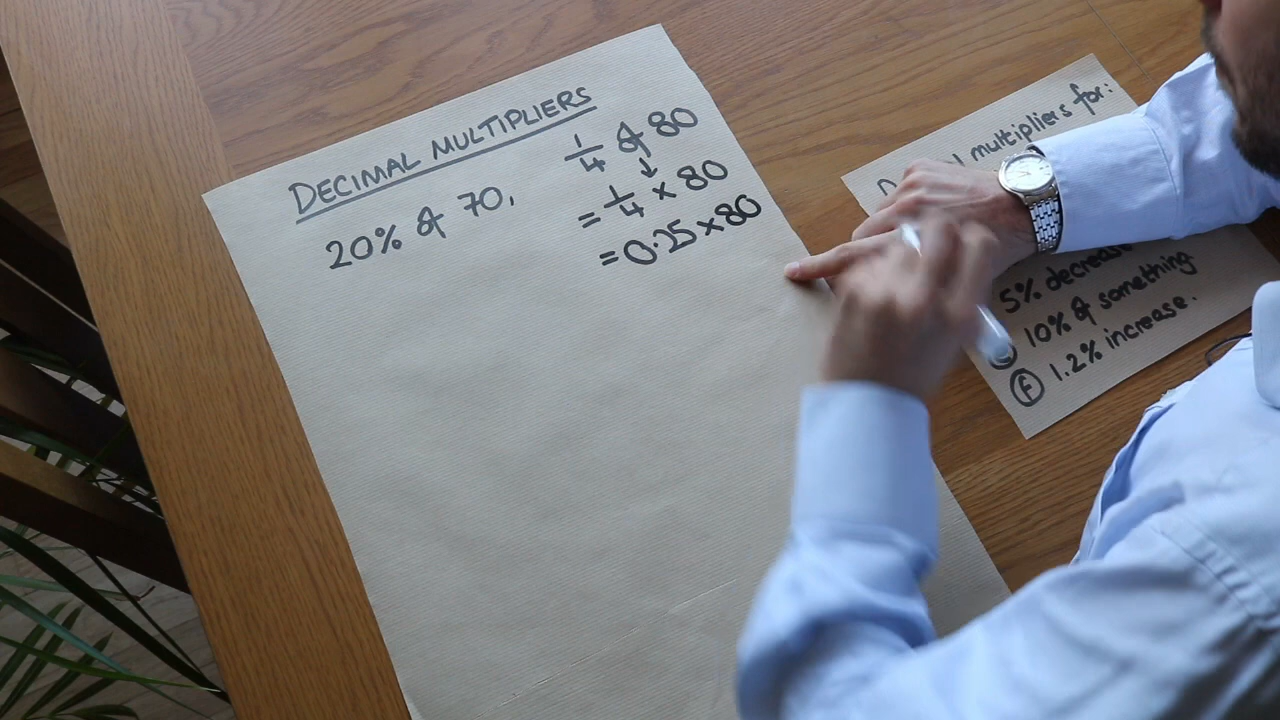 DECIMAL MULTIPLIERS
20% of 70,
1/4 of 80
↓
= 1/4 × 80
= 0.25×80
multipliers for:
5% decrease
10% of something
(F) 1.2% increase.